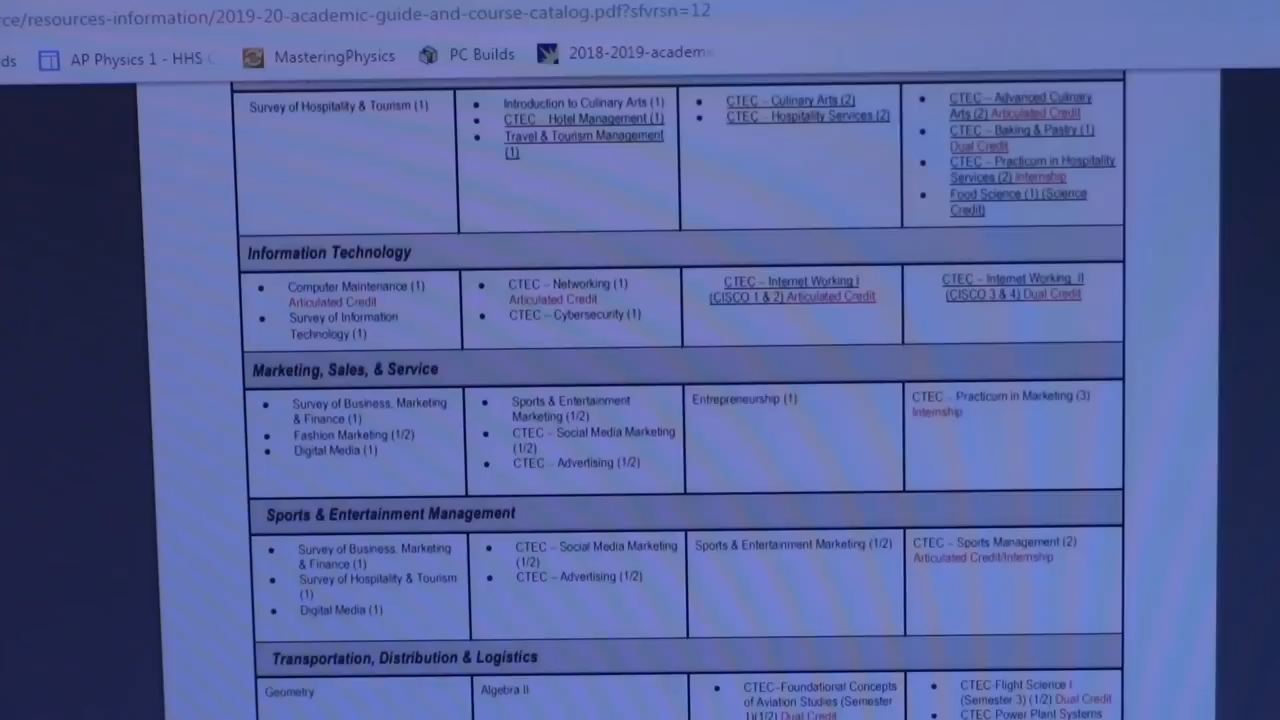 ce/resources-information/2019-20-academic-guide-and-course-catalog.pdf?sfvrsn=12
ds AP Physics 1 - HHS MasteringPhysics PC Builds 2018-2019-academ
Survey of Hospitality & Tourism (1)
Introduction to Culinary Arts (1)
CTEC – Hotel Management (1)
Travel & Tourism Management
(1)
CTEC – Culinary Arts (2)
CTEC – Hospitality Services (2)
CTEC – Advanced Culinary
Arts (2) Articulated Credit
CTEC – Baking & Pastry (1)
Dual Credit
CTEC – Practicum in Hospitality
Services (2) Internship
Food Science (1) (Science
Credit)
Information Technology
Computer Maintenance (1)
Articulated Credit
Survey of Information
Technology (1)
CTEC – Networking (1)
Articulated Credit
CTEC – Cybersecurity (1)
CTEC – Internet Working I
(CISCO 1 & 2) Articulated Credit
CTEC – Internet Working II
(CISCO 3 & 4) Dual Credit
Marketing, Sales, & Service
Survey of Business, Marketing
& Finance (1)
Fashion Marketing (1/2)
Digital Media (1)
Sports & Entertainment
Marketing (1/2)
CTEC – Social Media Marketing
(1/2)
CTEC – Advertising (1/2)
Entrepreneurship (1)
CTEC – Practicum in Marketing (3)
Internship
Sports & Entertainment Management
Survey of Business, Marketing
& Finance (1)
Survey of Hospitality & Tourism
(1)
Digital Media (1)
CTEC – Social Media Marketing
(1/2)
CTEC – Advertising (1/2)
Sports & Entertainment Marketing (1/2)
CTEC – Sports Management (2)
Articulated Credit/Internship
Transportation, Distribution & Logistics
Geometry
Algebra II
CTEC-Foundational Concepts
of Aviation Studies (Semester
1)(1/2) Dual Credit
CTEC Flight Science I
(Semester 3) (1/2) Dual Credit
CTEC Power Plant Systems